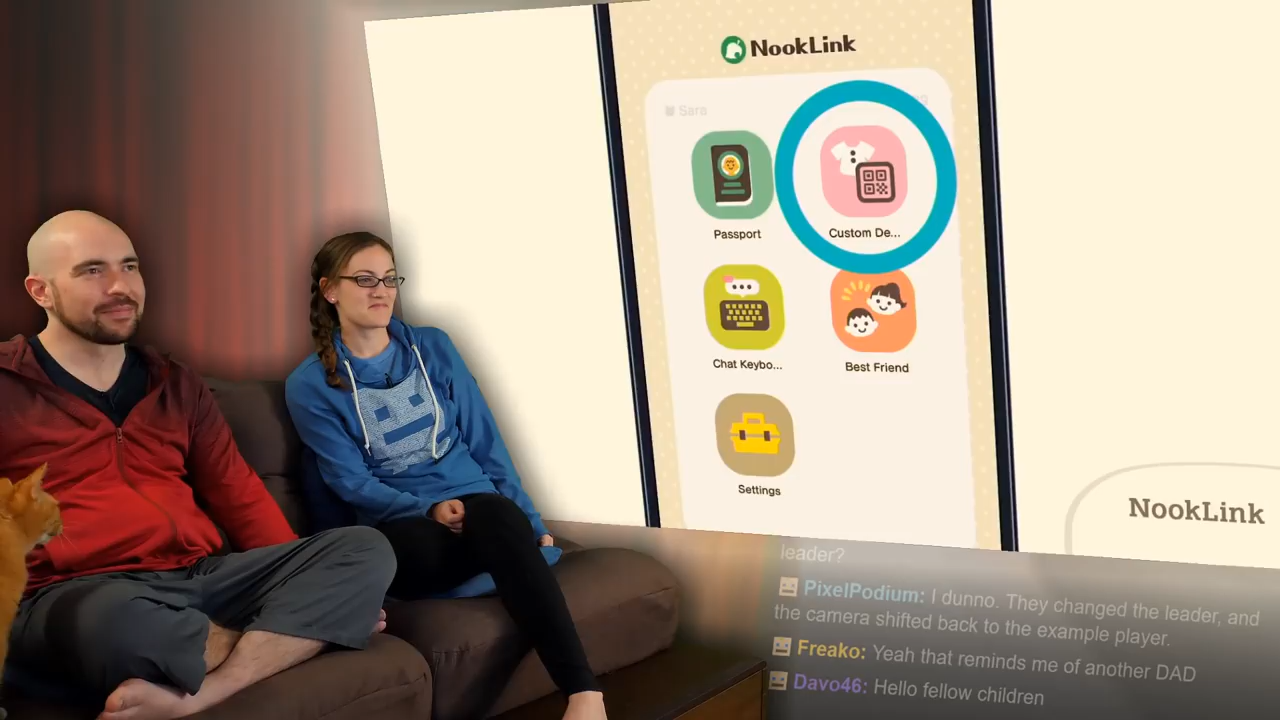 NookLink
Sara
Passport
Custom De...
Chat Keybo...
Best Friend
Settings
NookLink
leader?
PixelPodium: I dunno. They changed the leader, and
the camera shifted back to the example player.
Freako: Yeah that reminds me of another DAD
Davo46: Hello fellow children